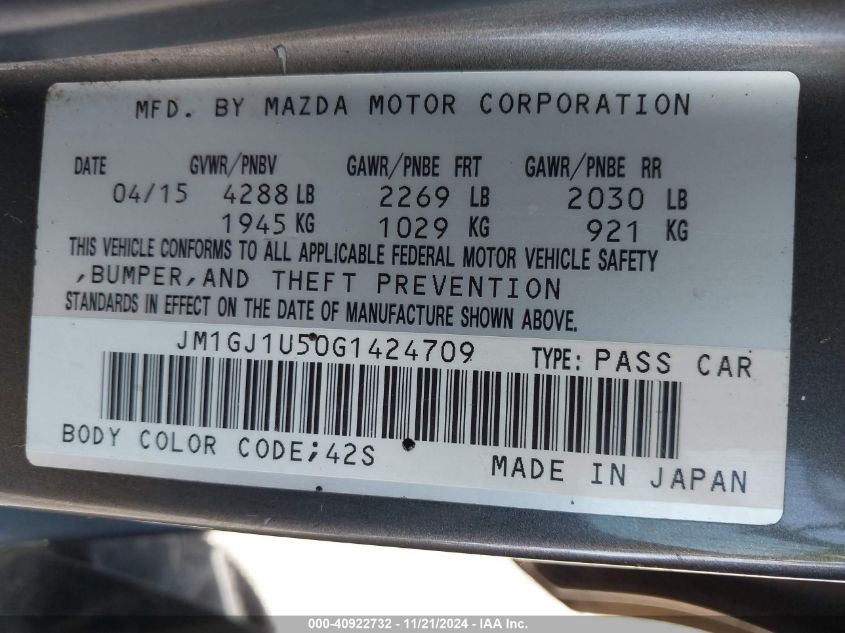 MFD. BY MAZDA MOTOR CORPORATION
DATE GVWR/PNBV GAWR/PNBE FRT GAWR/PNBE RR
04/15 4288 LB 2269 LB 2030 LB
1945 KG 1029 KG 921 KG
THIS VEHICLE CONFORMS TO ALL APPLICABLE FEDERAL MOTOR VEHICLE SAFETY
,BUMPER,AND THEFT PREVENTION
STANDARDS IN EFFECT ON THE DATE OF MANUFACTURE SHOWN ABOVE.
JM1GJ1U50G1424709 TYPE: PASS CAR
BODY COLOR CODE;42S
MADE IN JAPAN
000-40922732 - 11/21/2024 - IAA Inc.